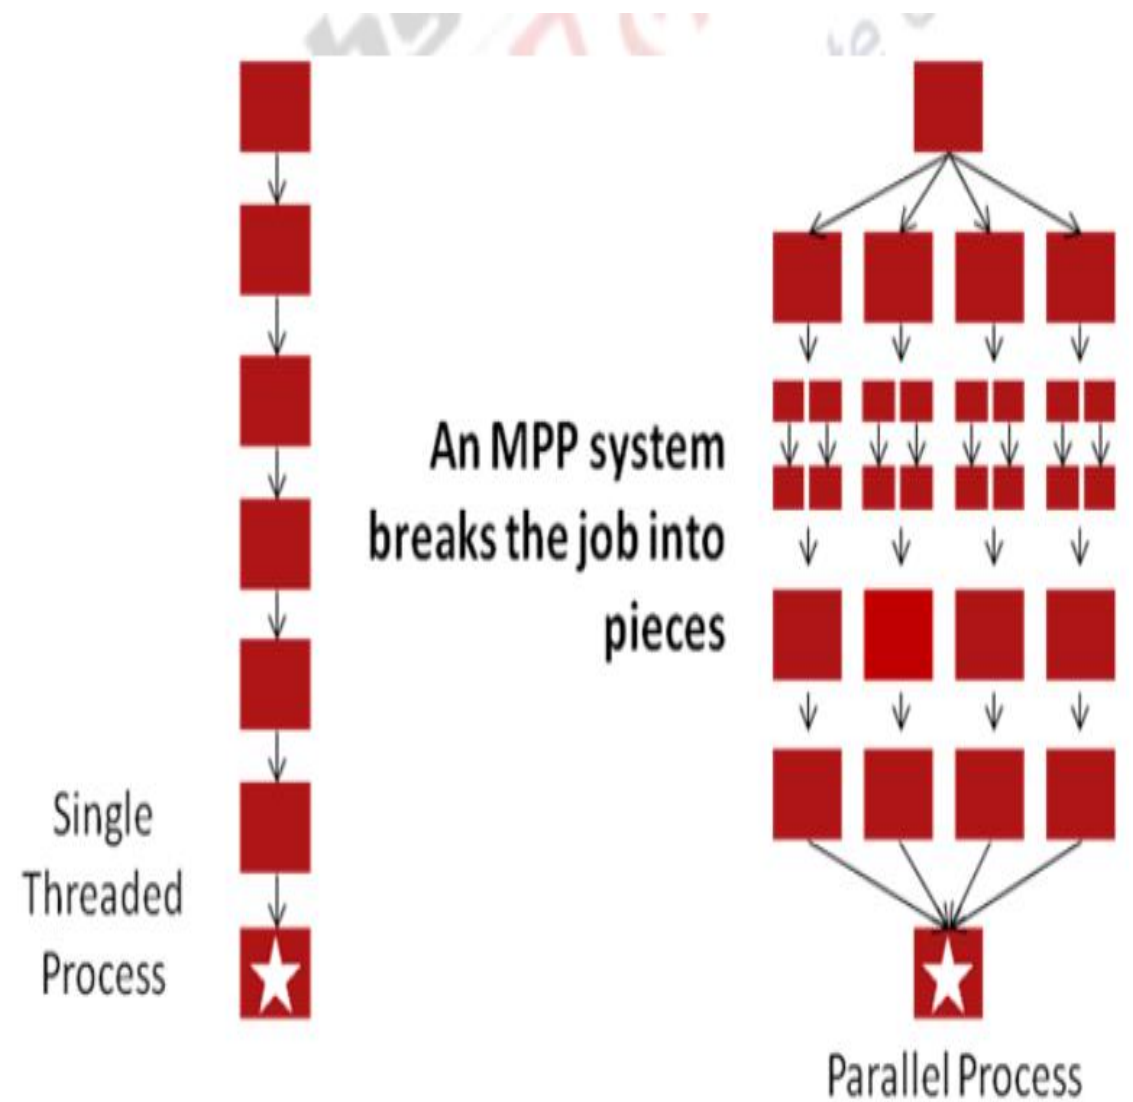 An MPP system
breaks the job into
pieces
Single
Threaded
Process
Parallel Process